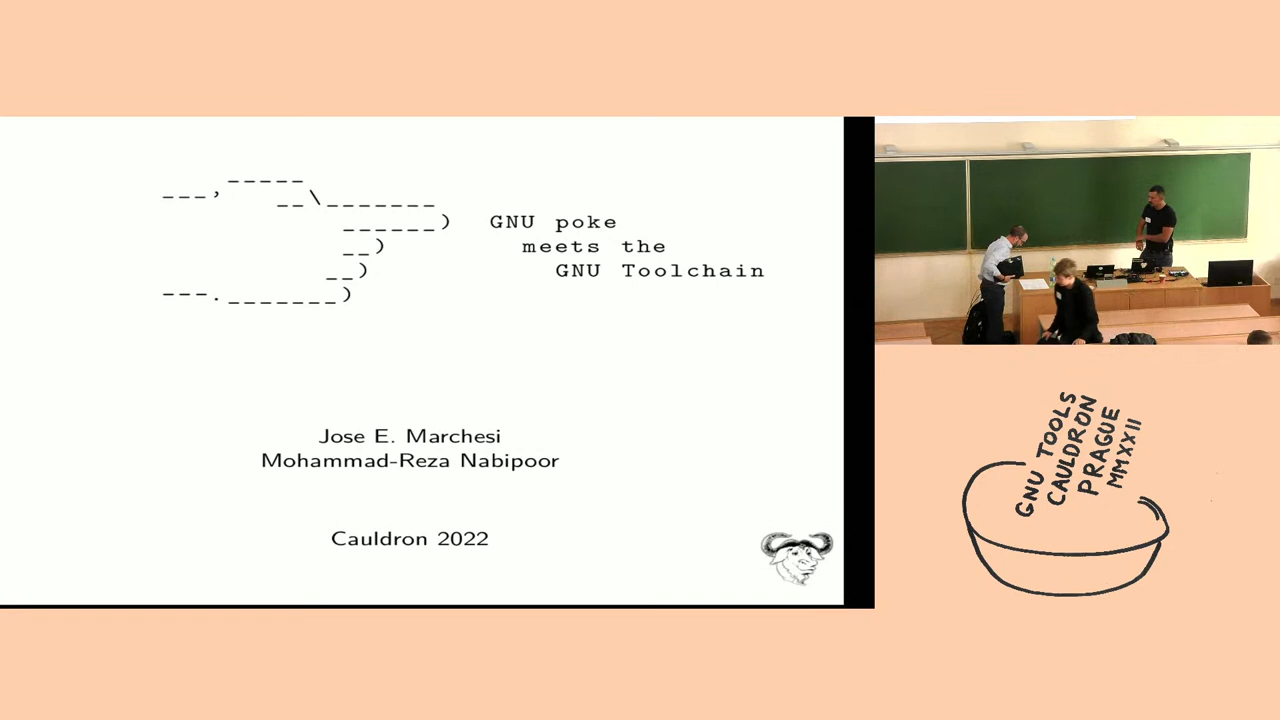 GNU poke
meets the
GNU Toolchain
Jose E. Marchesi
Mohammad-Reza Nabipoor
Cauldron 2022
GNU TOOLS
CAULDRON
PRAGUE
MMXXII